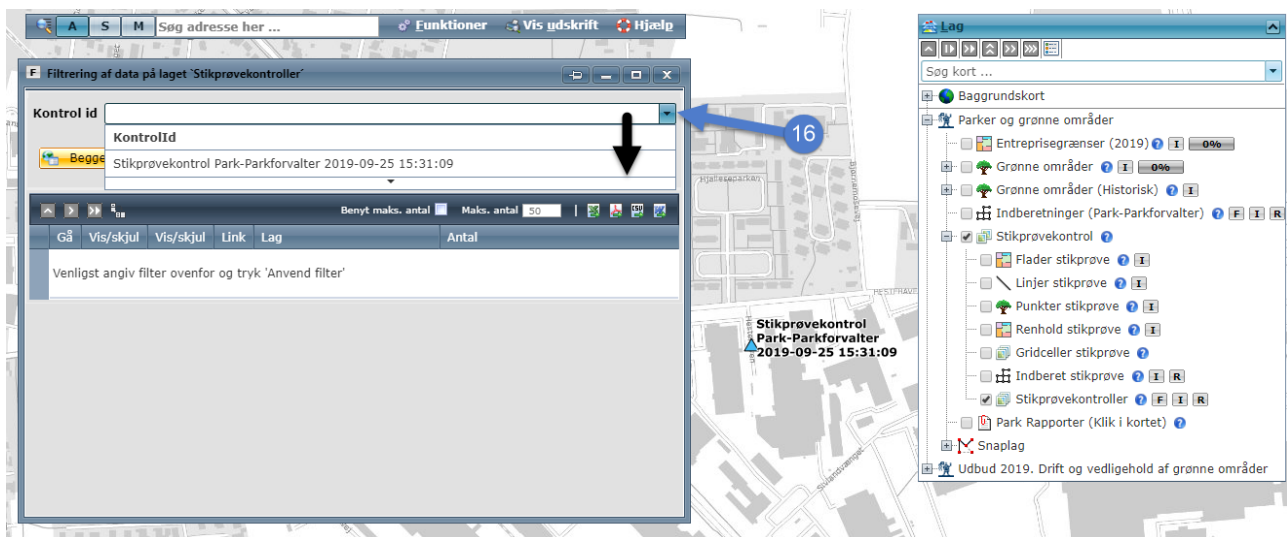 A S M Søg adresse her ... Funktioner Vis udskrift Hjælp
F Filtrering af data på laget `Stikprøvekontroller´
Kontrol id
KontrolId
Begge
Stikprøvekontrol Park-Parkforvalter 2019-09-25 15:31:09
16
Benyt maks. antal Maks. antal 50 | CSV
Gå Vis/skjul Vis/skjul Link Lag Antal
Venligst angiv filter ovenfor og tryk 'Anvend filter'
Hjalleseparken
Stikprøvekontrol
Park-Parkforvalter
2019-09-25 15:31:09
Lag
Søg kort ...
Baggrundskort
Parker og grønne områder
Entreprisegrænser (2019) ? I 0%
Grønne områder ? I 0%
Grønne områder (Historisk) ? I
Indberetninger (Park-Parkforvalter) ? F I R
Stikprøvekontrol ?
Flader stikprøve ? I
Linjer stikprøve ? I
Punkter stikprøve ? I
Renhold stikprøve ? I
Gridceller stikprøve ?
Indberet stikprøve ? I R
Stikprøvekontroller ? F I R
Park Rapporter (Klik i kortet) ?
Snaplag
Udbud 2019. Drift og vedligehold af grønne områder